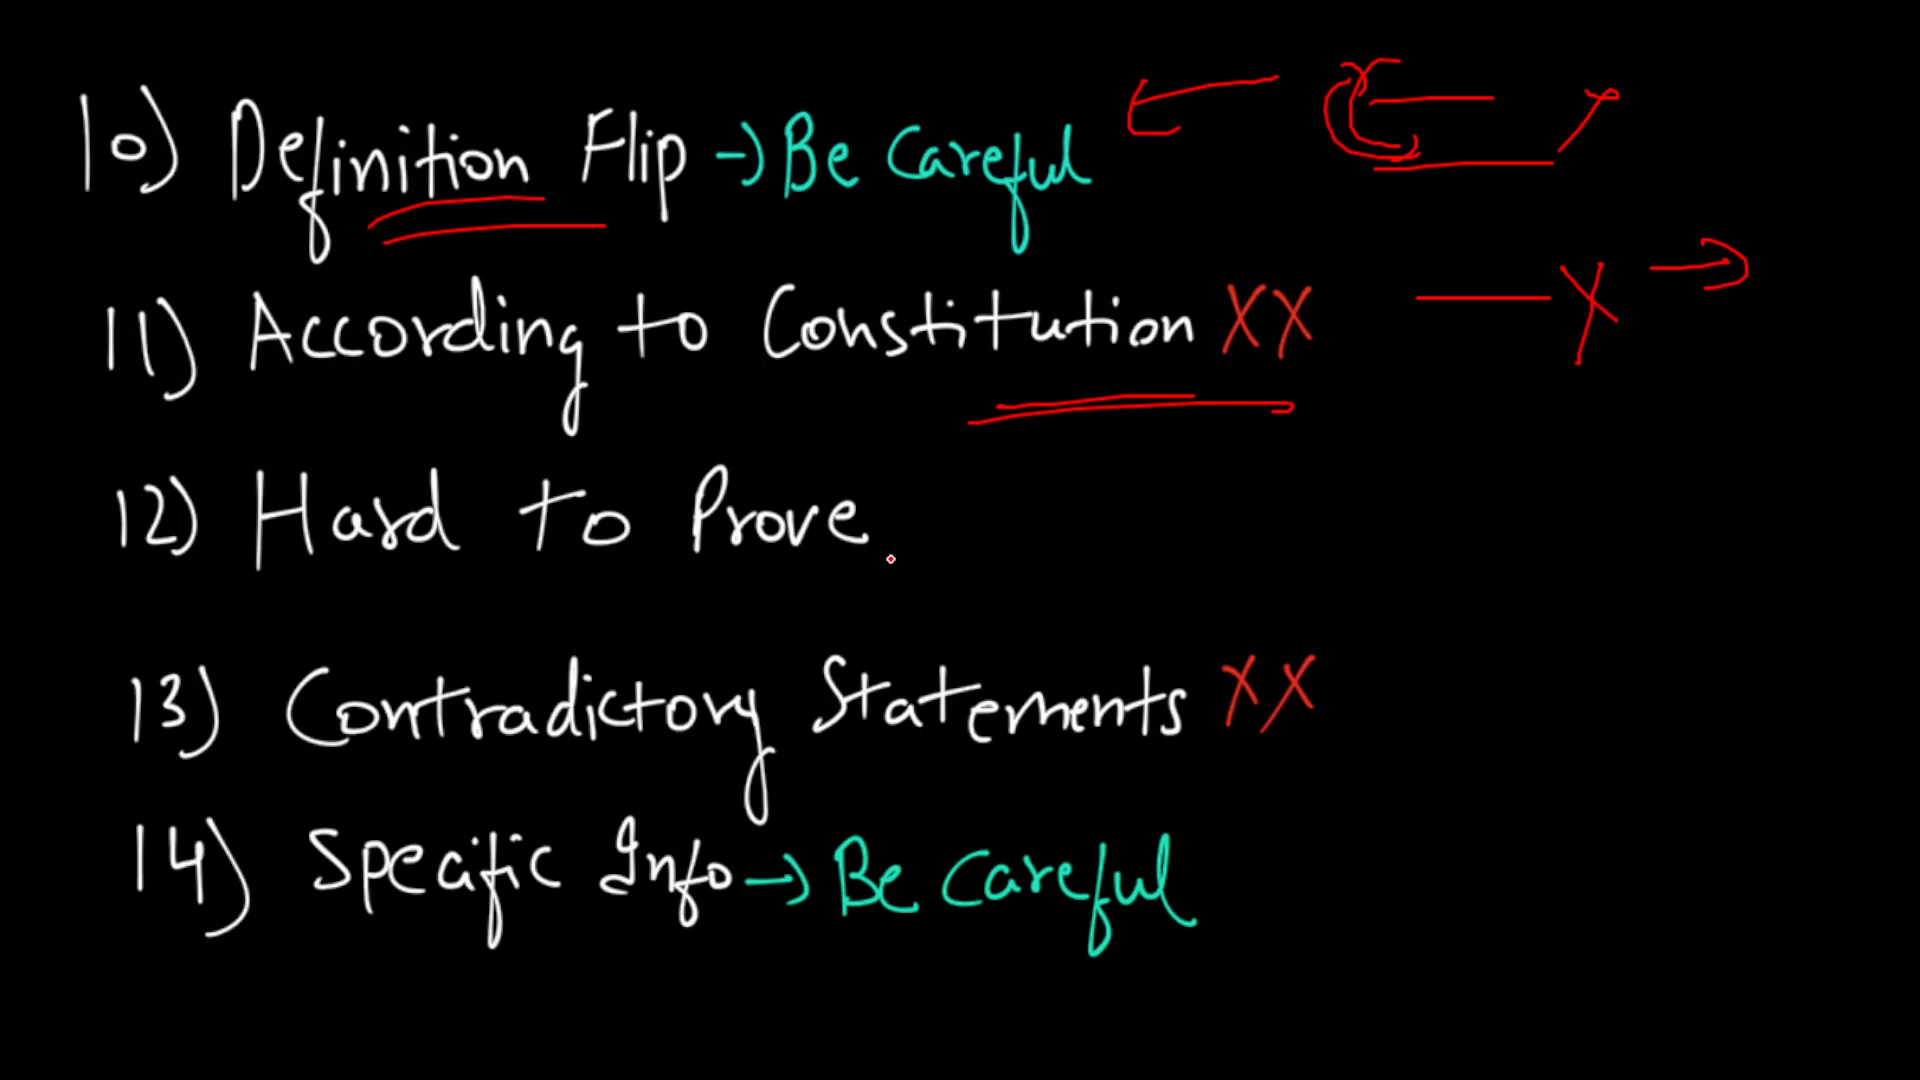 10) Definition Flip → Be Careful
11) According to Constitution XX
12) Hard to Prove
13) Contradictory Statements XX
14) Specific Info → Be Careful